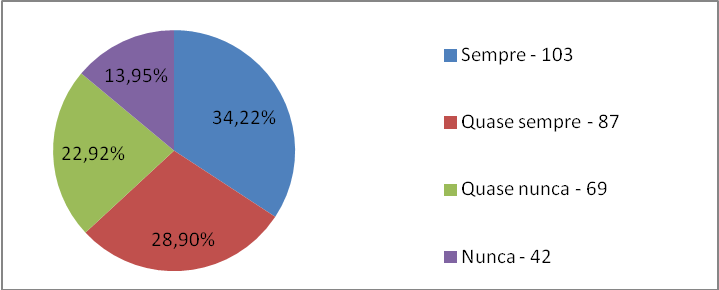 13,95%
34,22%
22,92%
28,90%
Sempre - 103
Quase sempre - 87
Quase nunca - 69
Nunca - 42